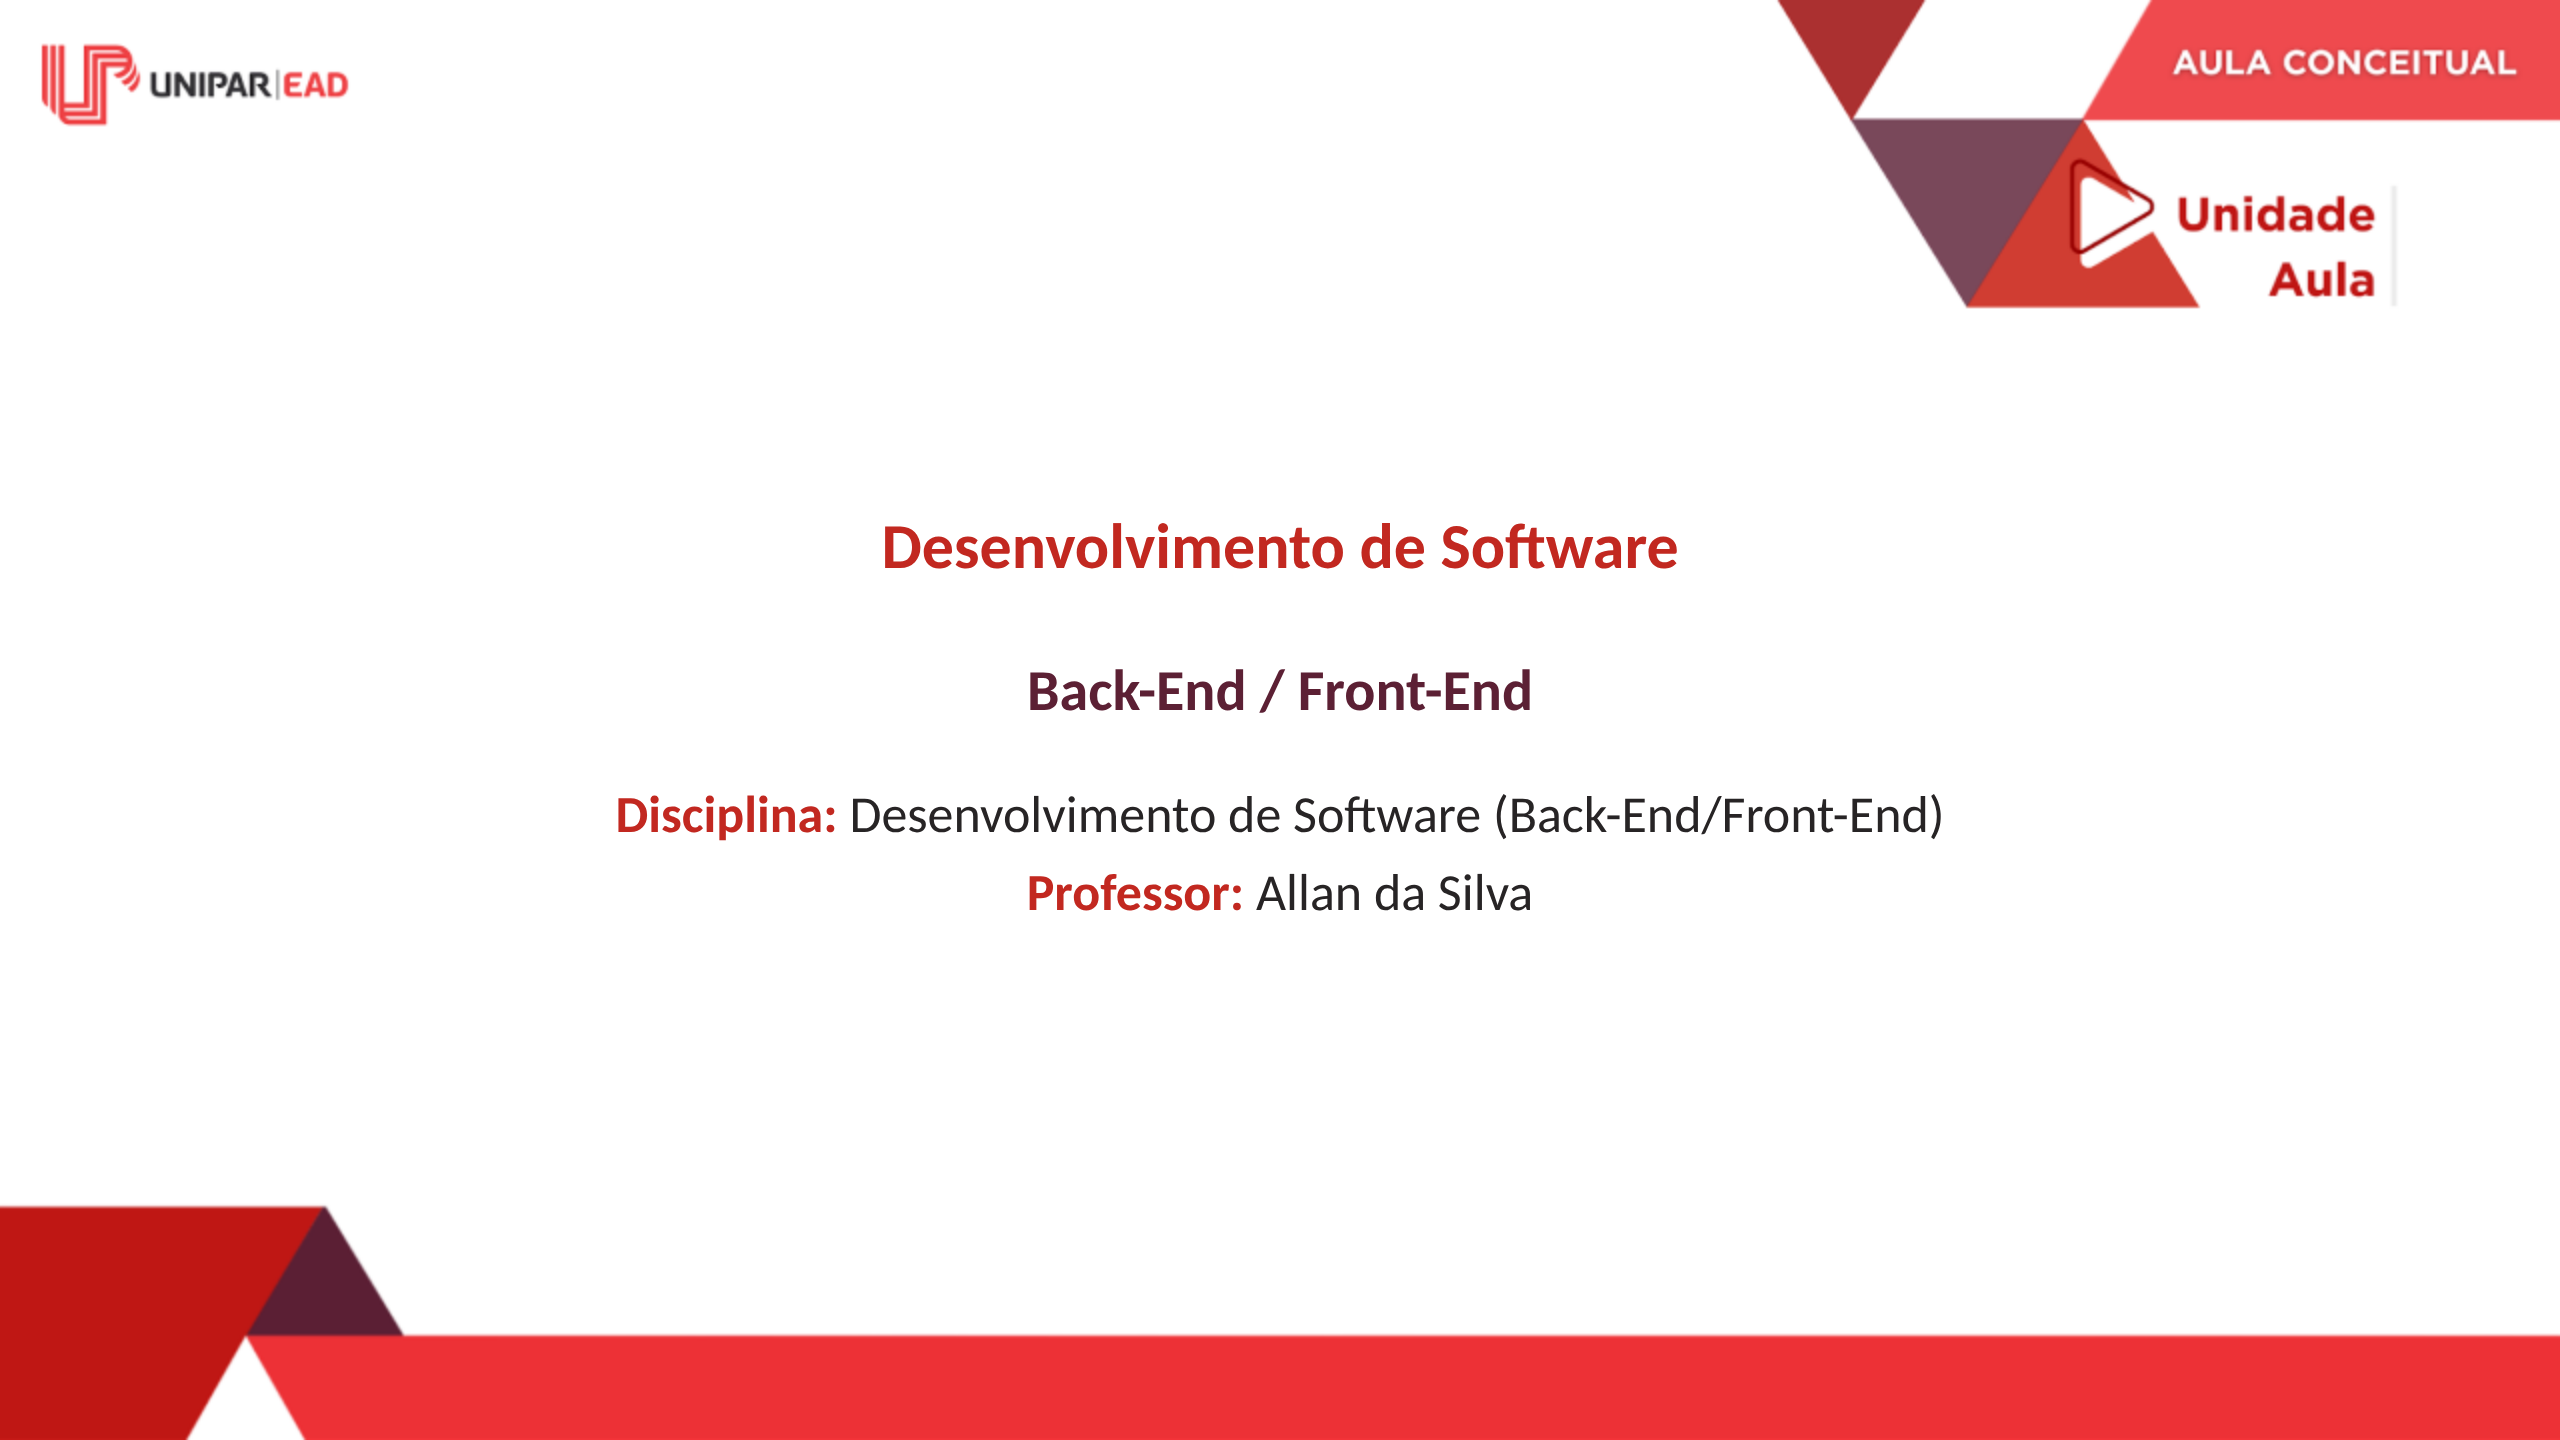 UNIPAR|EAD
AULA CONCEITUAL
Unidade
Aula
Desenvolvimento de Software
Back-End / Front-End
Disciplina: Desenvolvimento de Software (Back-End/Front-End)
Professor: Allan da Silva